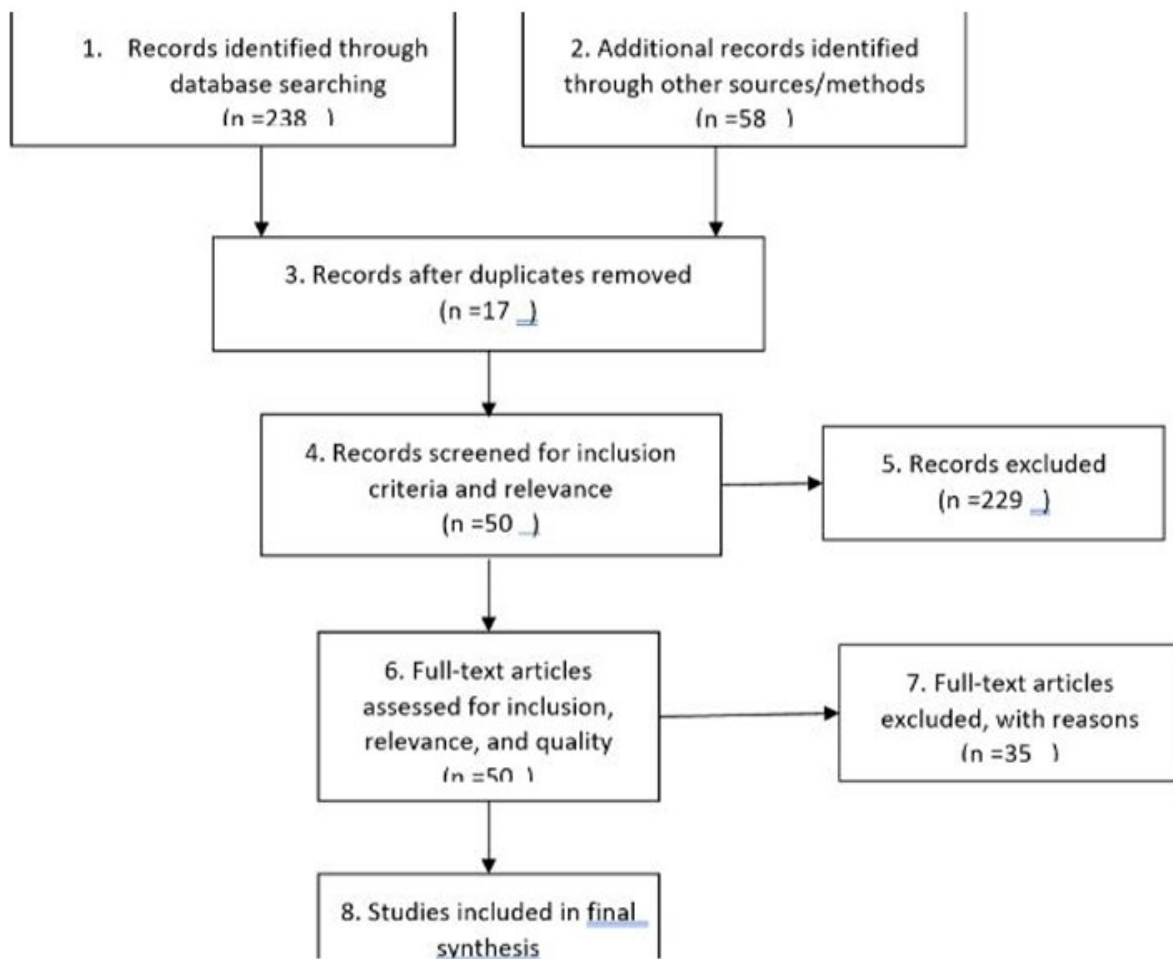 1. Records identified through
database searching
(n =238 )
2. Additional records identified
through other sources/methods
(n =58 )
3. Records after duplicates removed
(n =17 )
4. Records screened for inclusion
criteria and relevance
(n =50 )
5. Records excluded
(n =229 )
6. Full-text articles
assessed for inclusion,
relevance, and quality
(n =50 )
7. Full-text articles
excluded, with reasons
(n =35 )
8. Studies included in final
synthesis